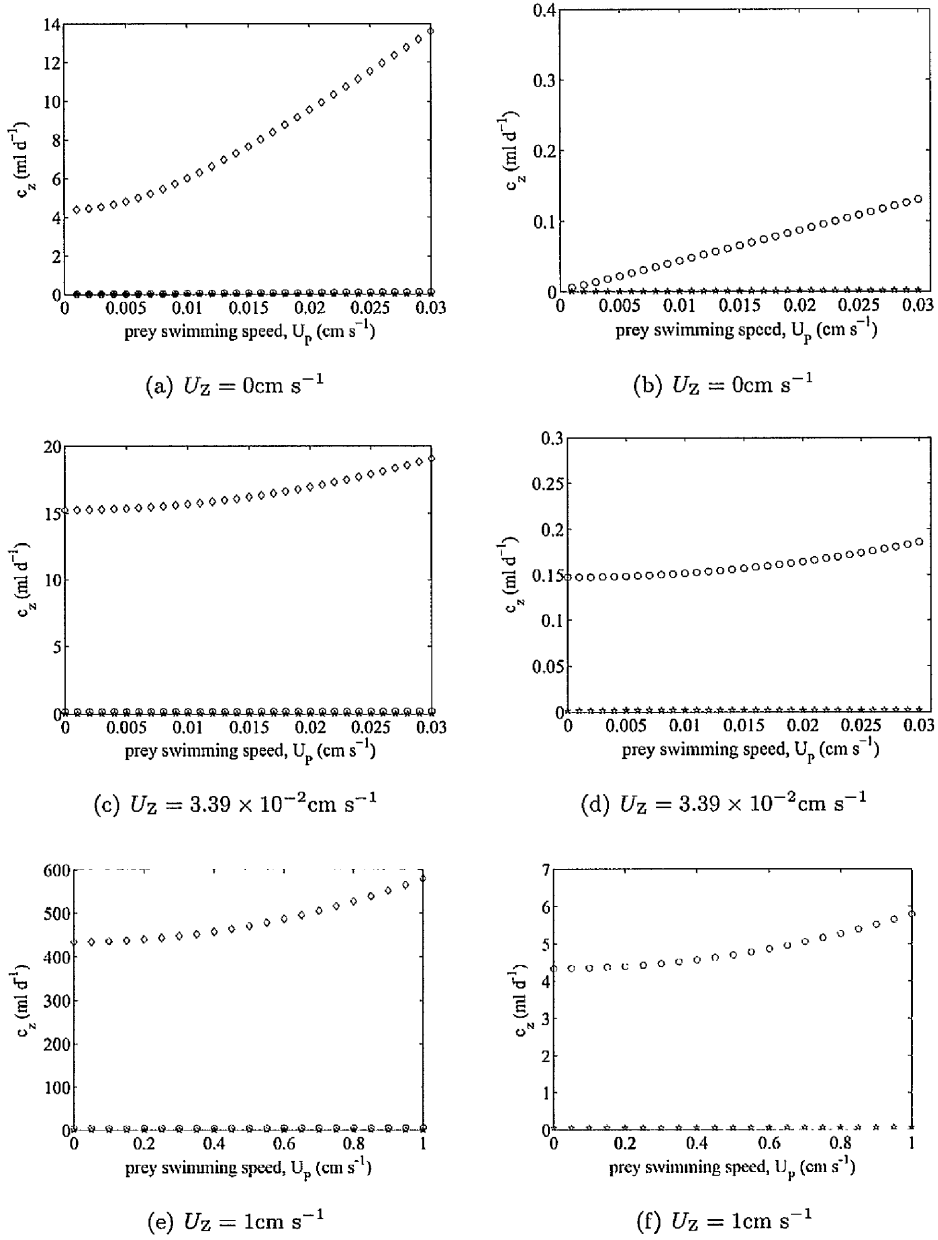 14
12
10
8
6
4
2
0
c_z (ml d⁻¹)
0 0.005 0.01 0.015 0.02 0.025 0.03
prey swimming speed, U_p (cm s⁻¹)
(a) U_Z = 0cm s⁻¹
0.4
0.3
0.2
0.1
0
c_z (ml d⁻¹)
0 0.005 0.01 0.015 0.02 0.025 0.03
prey swimming speed, U_p (cm s⁻¹)
(b) U_Z = 0cm s⁻¹
20
15
10
5
0
c_z (ml d⁻¹)
0 0.005 0.01 0.015 0.02 0.025 0.03
prey swimming speed, U_p (cm s⁻¹)
(c) U_Z = 3.39 × 10⁻²cm s⁻¹
0.3
0.25
0.2
0.15
0.1
0.05
0
c_z (ml d⁻¹)
0 0.005 0.01 0.015 0.02 0.025 0.03
prey swimming speed, U_p (cm s⁻¹)
(d) U_Z = 3.39 × 10⁻²cm s⁻¹
600
500
400
300
200
100
0
c_z (ml d⁻¹)
0 0.2 0.4 0.6 0.8 1
prey swimming speed, U_p (cm s⁻¹)
(e) U_Z = 1cm s⁻¹
7
6
5
4
3
2
1
0
c_z (ml d⁻¹)
0 0.2 0.4 0.6 0.8 1
prey swimming speed, U_p (cm s⁻¹)
(f) U_Z = 1cm s⁻¹